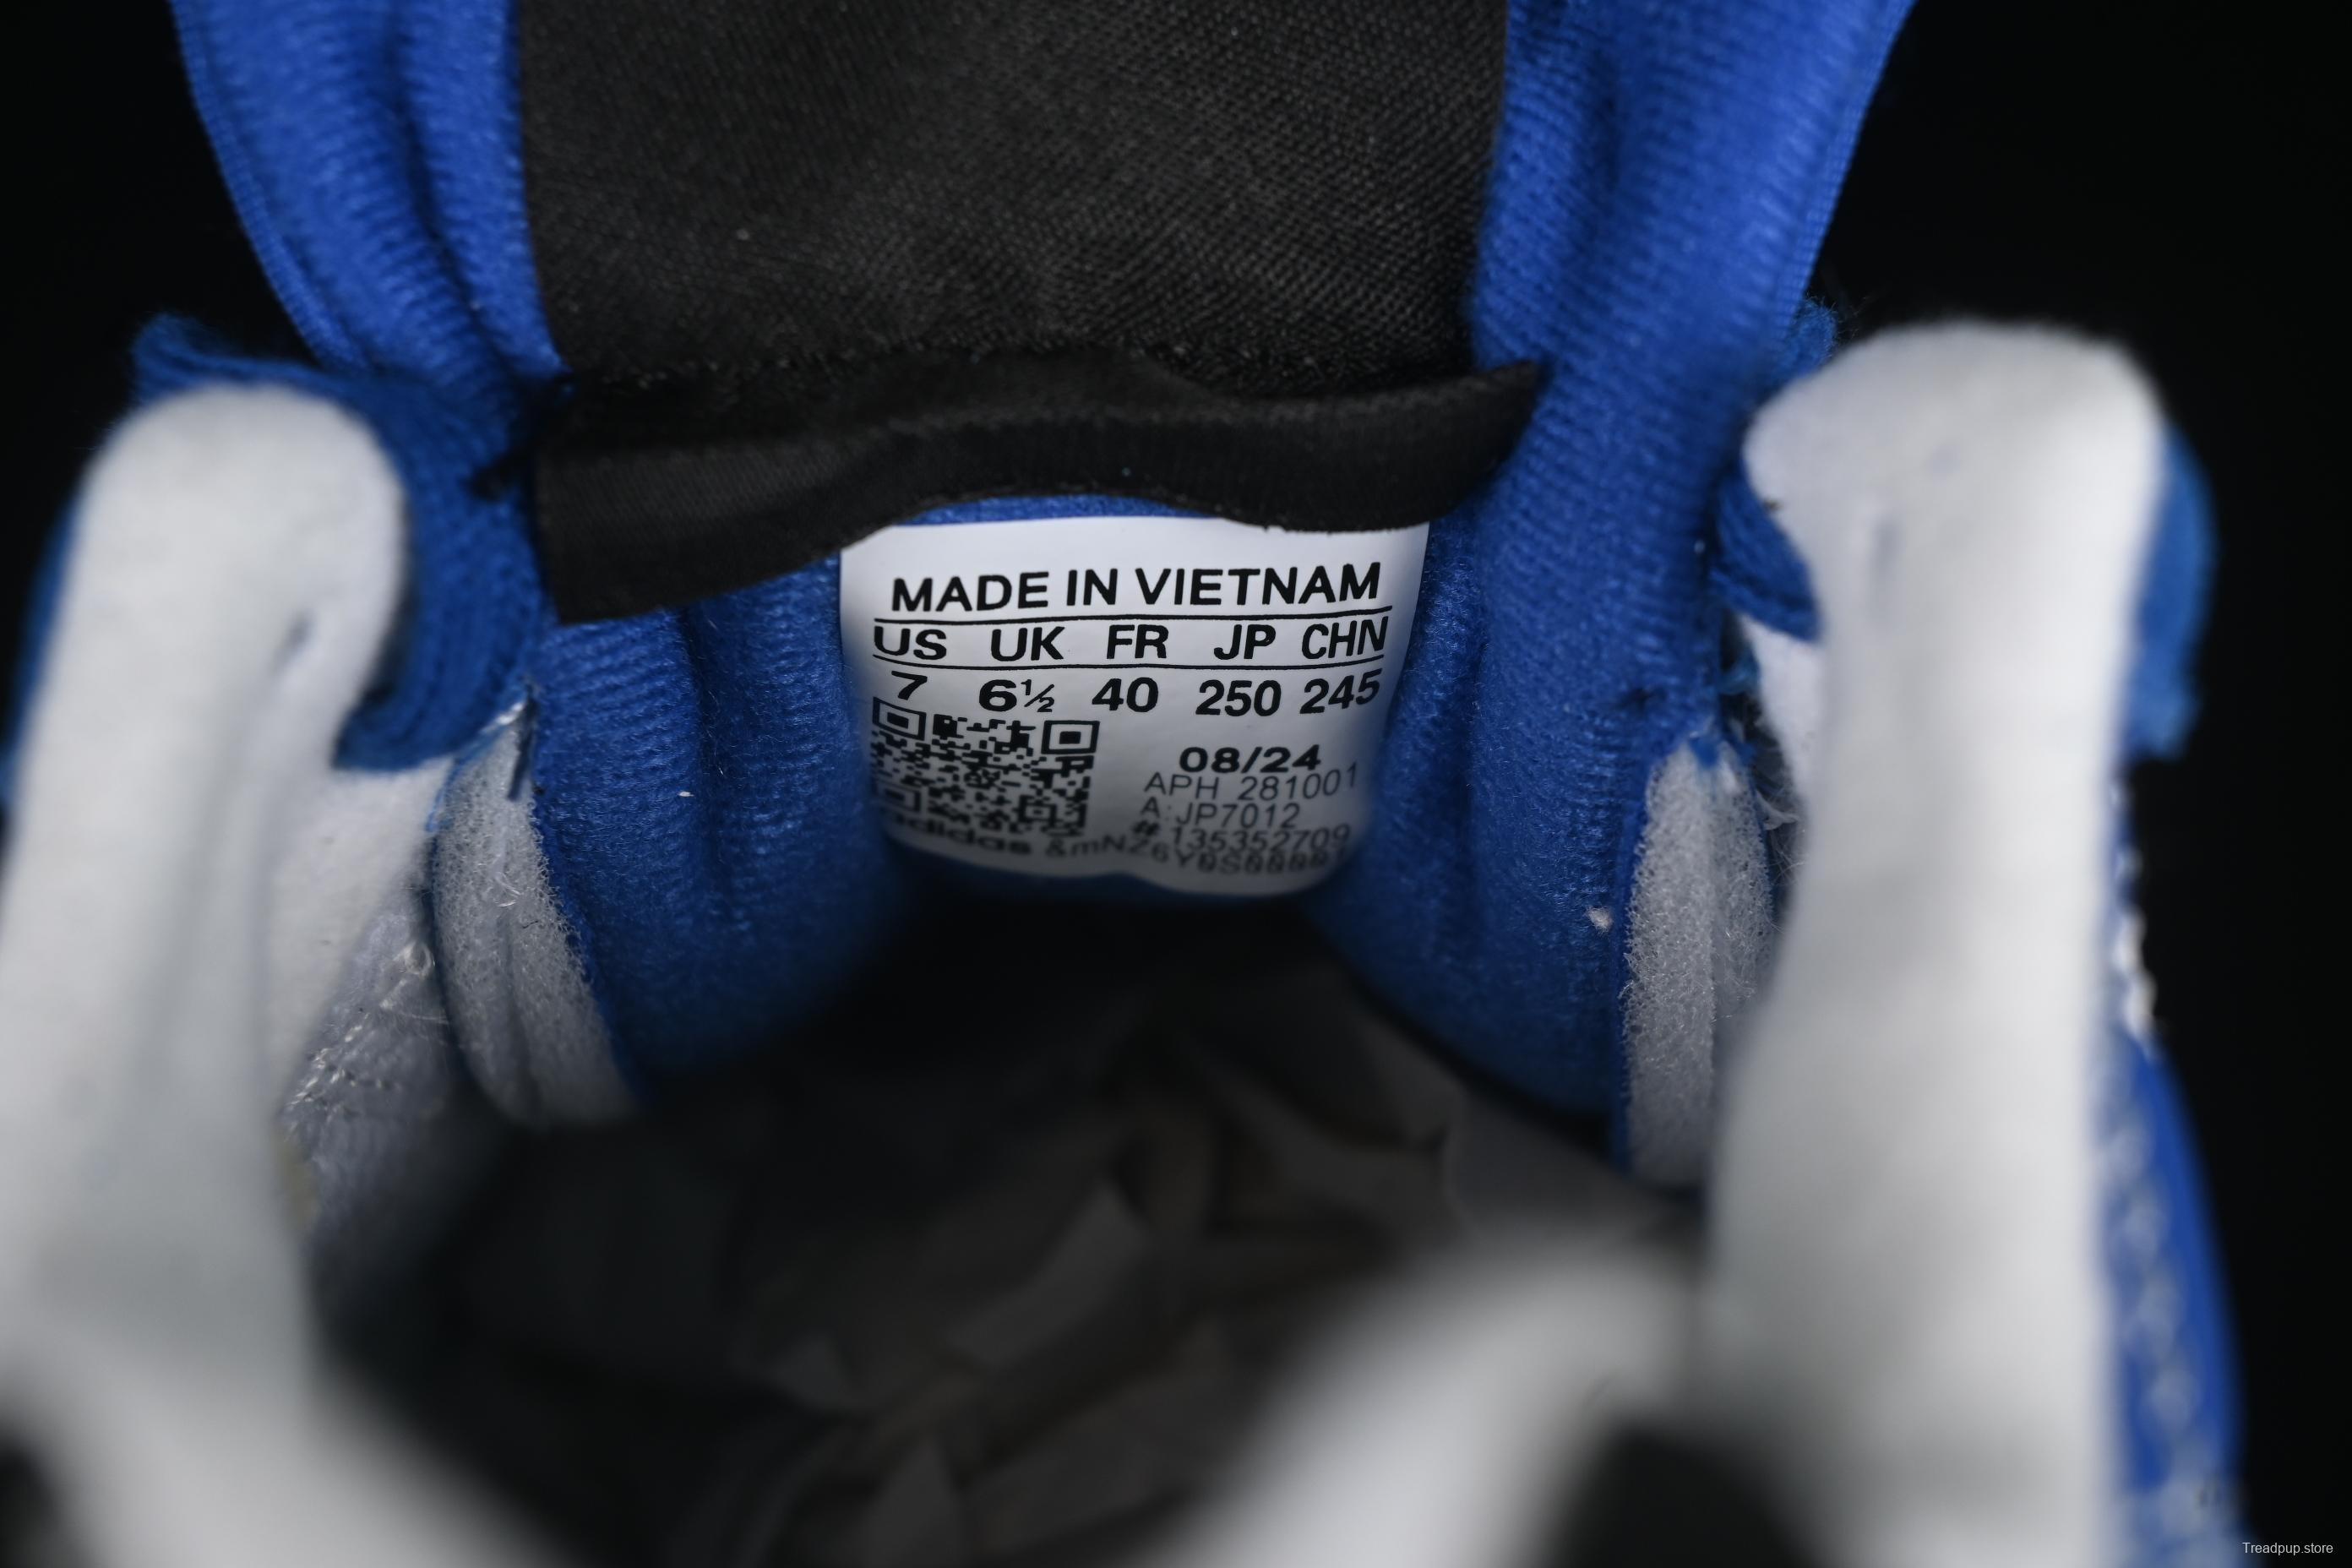 MADE IN VIETNAM
US UK FR JP CHN
7 6½ 40 250 245
08/24
APH 281001
A: JP7012
# 135352709
adidas
Treadpup.store